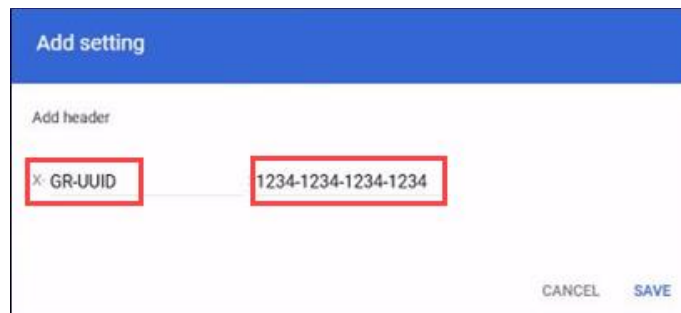 Add setting
Add header
X- GR-UUID : 1234-1234-1234-1234
CANCEL SAVE